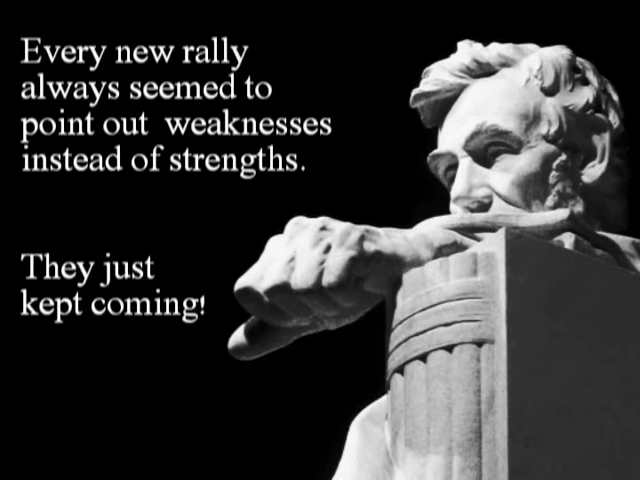 Every new rally
always seemed to
point out  weaknesses
instead of strengths.
They just
kept coming!